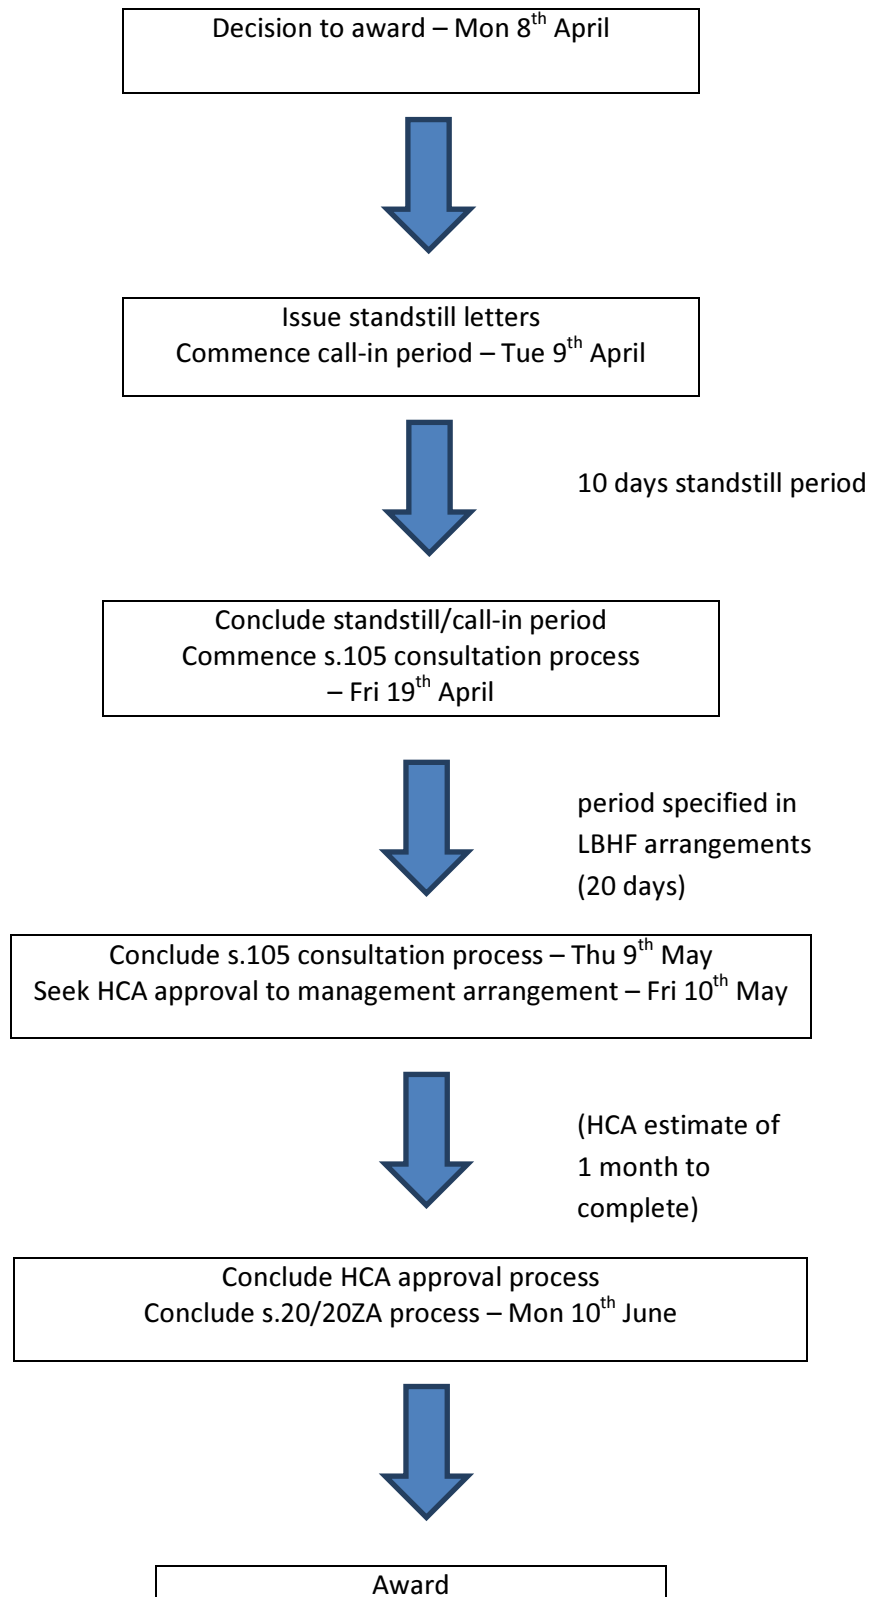 Decision to award – Mon 8th April
Issue standstill letters
Commence call-in period – Tue 9th April
10 days standstill period
Conclude standstill/call-in period
Commence s.105 consultation process
– Fri 19th April
period specified in
LBHF arrangements
(20 days)
Conclude s.105 consultation process – Thu 9th May
Seek HCA approval to management arrangement – Fri 10th May
(HCA estimate of
1 month to
complete)
Conclude HCA approval process
Conclude s.20/20ZA process – Mon 10th June
Award